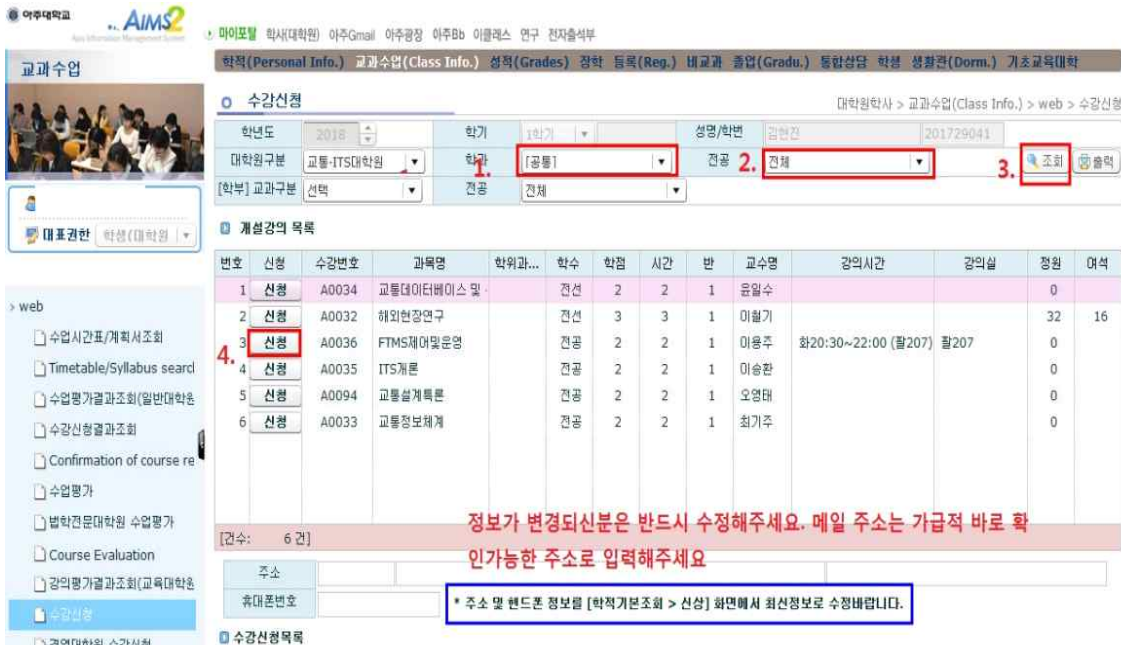 아주대학교
AIMS2
Ajou Information Management System
마이포탈 학사(대학원) 아주Gmail 아주광장 아주Bb 이클래스 연구 전자출석부
학적(Personal Info.) 교과수업(Class Info.) 성적(Grades) 장학 등록(Reg.) 비교과 졸업(Gradu.) 통합상담 학생 생활관(Dorm.) 기초교육대학
교과수업
수강신청
대학원학사 > 교과수업(Class Info.) > web > 수강신청
학년도 2018 학기 1학기 성명/학번 김현진 201729041
대학원구분 교통-ITS대학원 학과 1. [공통] 전공 2. 전체 3. 조회 출력
[학부] 교과구분 선택 전공 전체
대표권한 학생(대학원
개설강의 목록
번호 신청 수강번호 과목명 학위과... 학수 학점 시간 반 교수명 강의시간 강의실 정원 여석
1 신청 A0034 교통데이터베이스 및 전선 2 2 1 윤일수 0
2 신청 A0032 해외현장연구 전선 3 3 1 이철기 32 16
3 신청 A0036 FTMS제어및운영 전공 2 2 1 이용주 화20:30~22:00 (팔207) 팔207 0
4.
4 신청 A0035 ITS개론 전공 2 2 1 이승환 0
5 신청 A0094 교통설계특론 전공 2 2 1 오영태 0
6 신청 A0033 교통정보체계 전공 2 2 1 최기주 0
[건수: 6 건]
정보가 변경되신분은 반드시 수정해주세요. 메일 주소는 가급적 바로 확
인가능한 주소로 입력해주세요
주소
휴대폰번호
* 주소 및 핸드폰 정보를 [학적기본조회 > 신상] 화면에서 최신정보로 수정바랍니다.
수강신청목록
> web
수업시간표/계획서조회
Timetable/Syllabus searcl
수업평가결과조회(일반대학원
수강신청결과조회
Confirmation of course re
수업평가
법학전문대학원 수업평가
Course Evaluation
강의평가결과조회(교육대학원
수강신청
경영대학원 수강신청